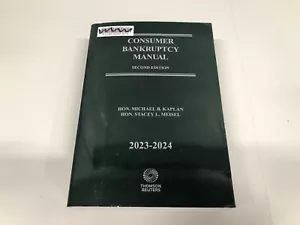 CONSUMER
BANKRUPTCY
MANUAL
SECOND EDITION
HON. MICHAEL B. KAPLAN
HON. STACEY L. MEISEL
2023-2024
THOMSON
REUTERS